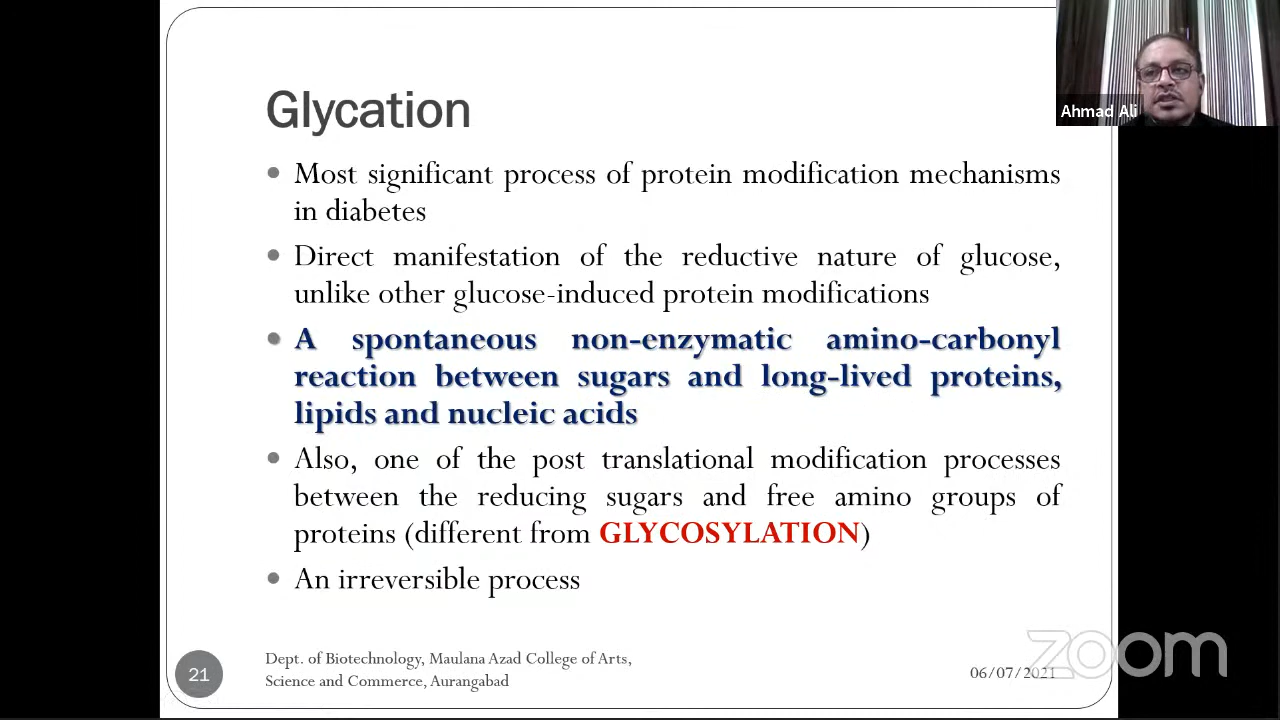 Glycation
Most significant process of protein modification mechanisms
in diabetes
Direct manifestation of the reductive nature of glucose,
unlike other glucose-induced protein modifications
A spontaneous non-enzymatic amino-carbonyl
reaction between sugars and long-lived proteins,
lipids and nucleic acids
Also, one of the post translational modification processes
between the reducing sugars and free amino groups of
proteins (different from GLYCOSYLATION)
An irreversible process
21
Dept. of Biotechnology, Maulana Azad College of Arts,
Science and Commerce, Aurangabad
06/07/2021
Ahmad Ali
zoom